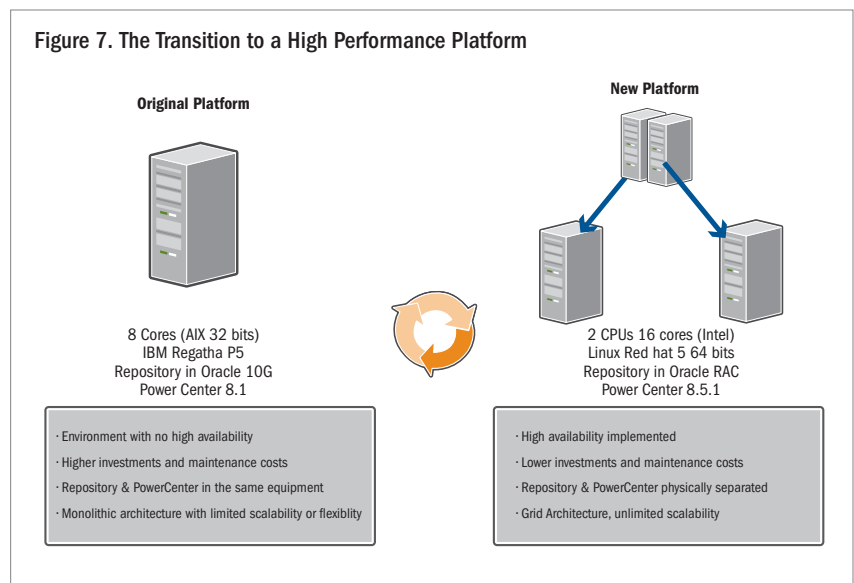 Figure 7. The Transition to a High Performance Platform
Original Platform
8 Cores (AIX 32 bits)
IBM Regatha P5
Repository in Oracle 10G
Power Center 8.1
· Environment with no high availability
· Higher investments and maintenance costs
· Repository & PowerCenter in the same equipment
· Monolithic architecture with limited scalability or flexiblity
New Platform
2 CPUs 16 cores (Intel)
Linux Red hat 5 64 bits
Repository in Oracle RAC
Power Center 8.5.1
· High availability implemented
· Lower investments and maintenance costs
· Repository & PowerCenter physically separated
· Grid Architecture, unlimited scalability